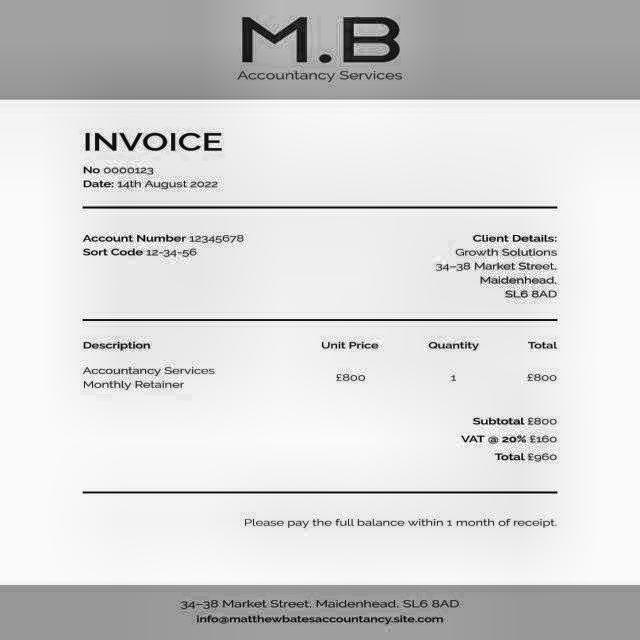 M.B
Accountancy Services
INVOICE
No 0000123
Date: 14th August 2022
Account Number 12345678
Sort Code 12-34-56
Client Details:
Growth Solutions
34–38 Market Street,
Maidenhead,
SL6 8AD
Description Unit Price Quantity Total
Accountancy Services
Monthly Retainer
£800 1 £800
Subtotal £800
VAT @ 20% £160
Total £960
Please pay the full balance within 1 month of receipt.
34–38 Market Street, Maidenhead, SL6 8AD
info@matthewbatesaccountancy.site.com